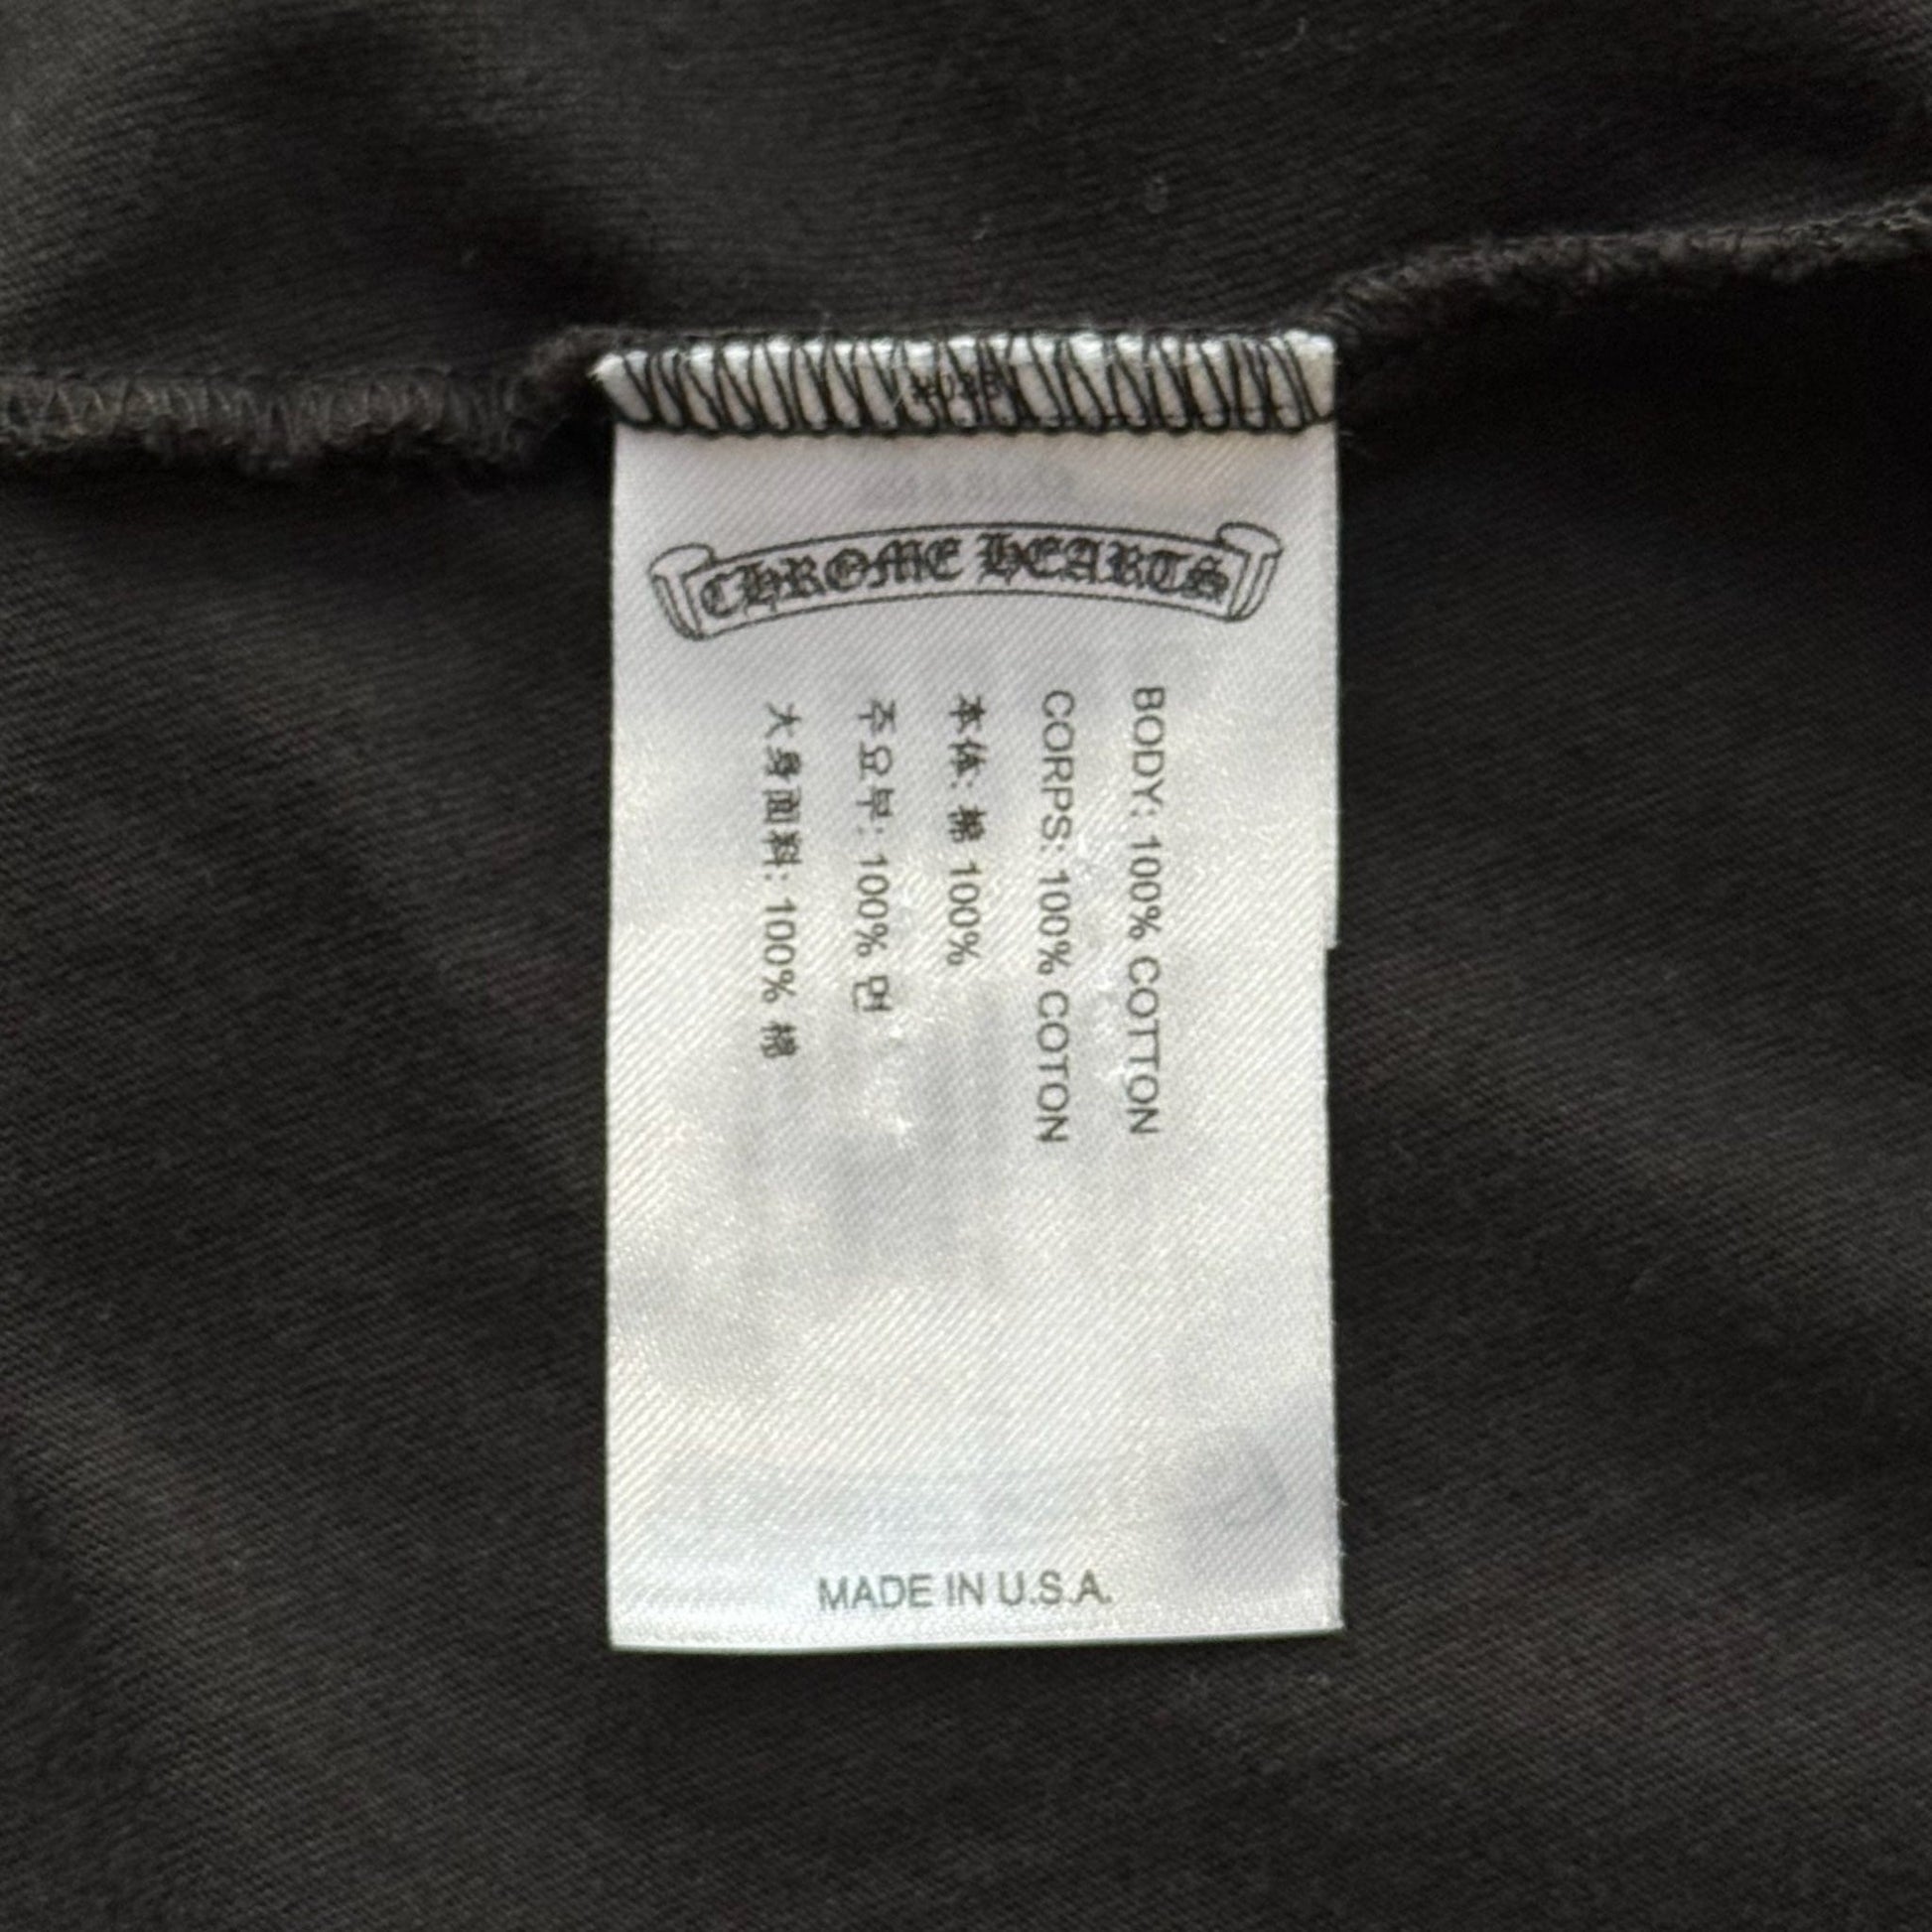 CHROME HEARTS
BODY: 100% COTTON
CORPS: 100% COTON
本体: 綿 100%
주요부: 100% 면
大身面料: 100% 棉
MADE IN U.S.A.